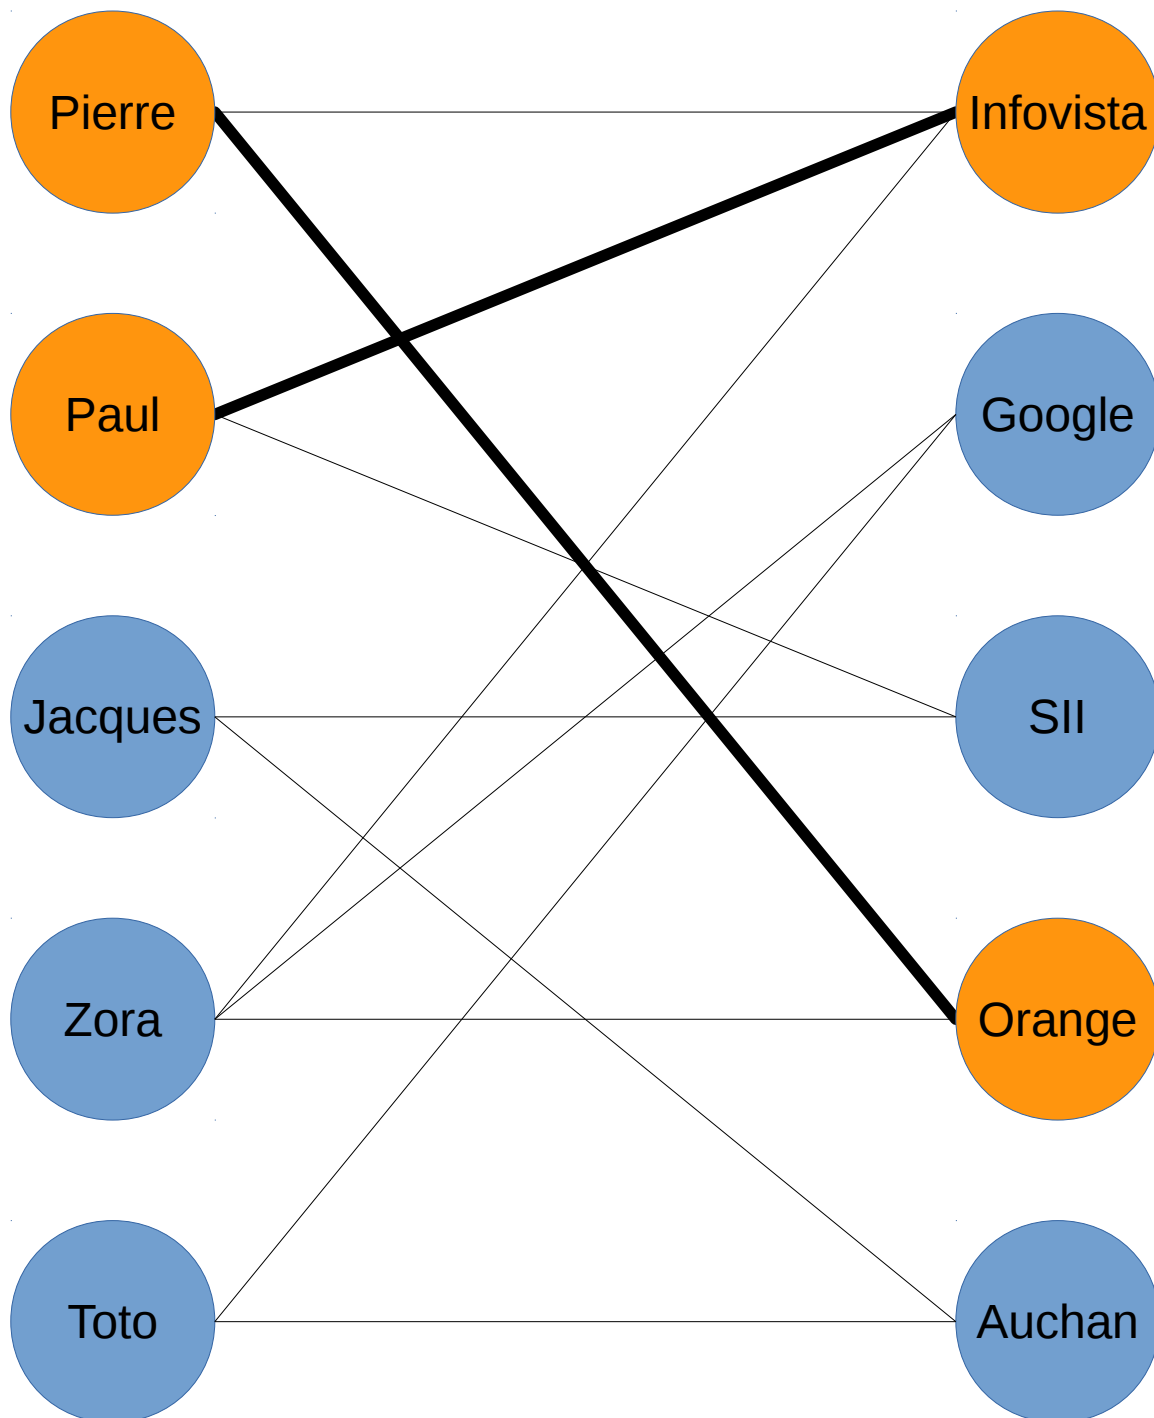 Pierre
Infovista
Paul
Google
Jacques
SII
Zora
Orange
Toto
Auchan